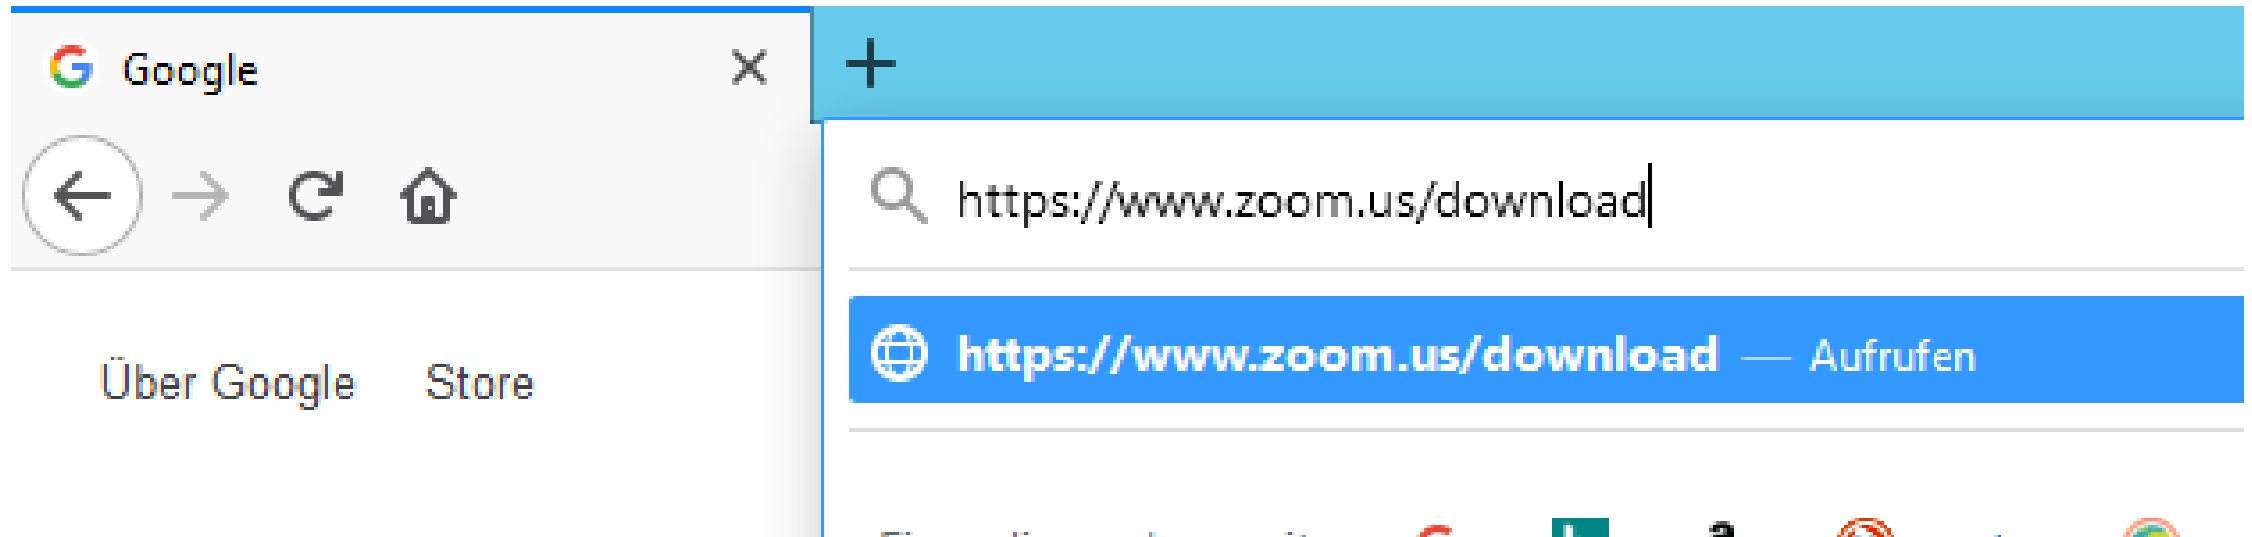 Google
https://www.zoom.us/download
https://www.zoom.us/download — Aufrufen
Über Google Store